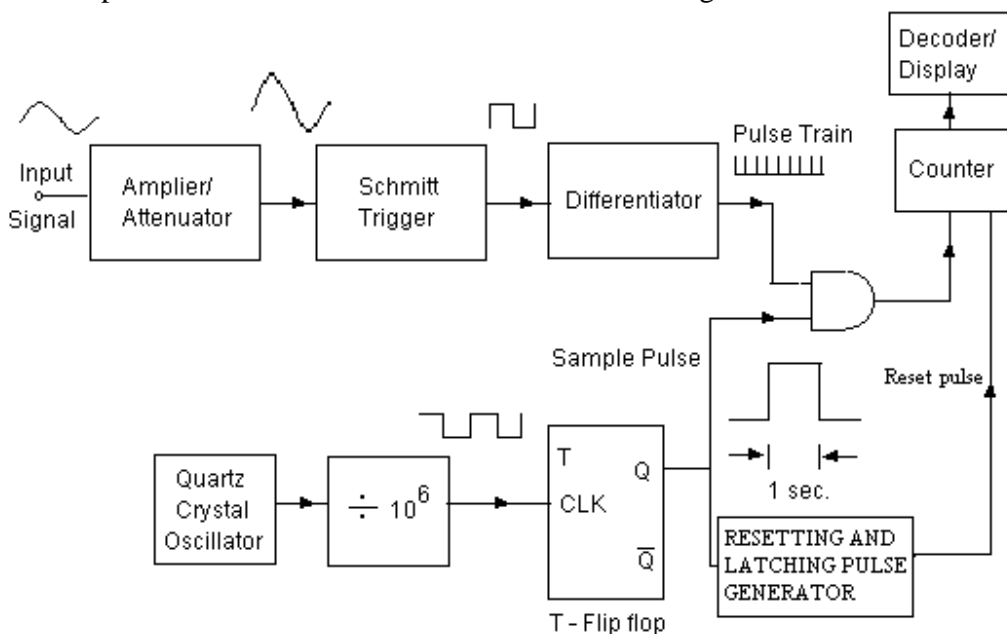 Decoder/
Display
Input
Signal
Amplier/
Attenuator
Schmitt
Trigger
Differentiator
Pulse Train
Counter
Sample Pulse
Reset pulse
1 sec.
Quartz
Crystal
Oscillator
÷ 10⁶
T
Q
CLK
Q̅
T - Flip flop
RESETTING AND
LATCHING PULSE
GENERATOR